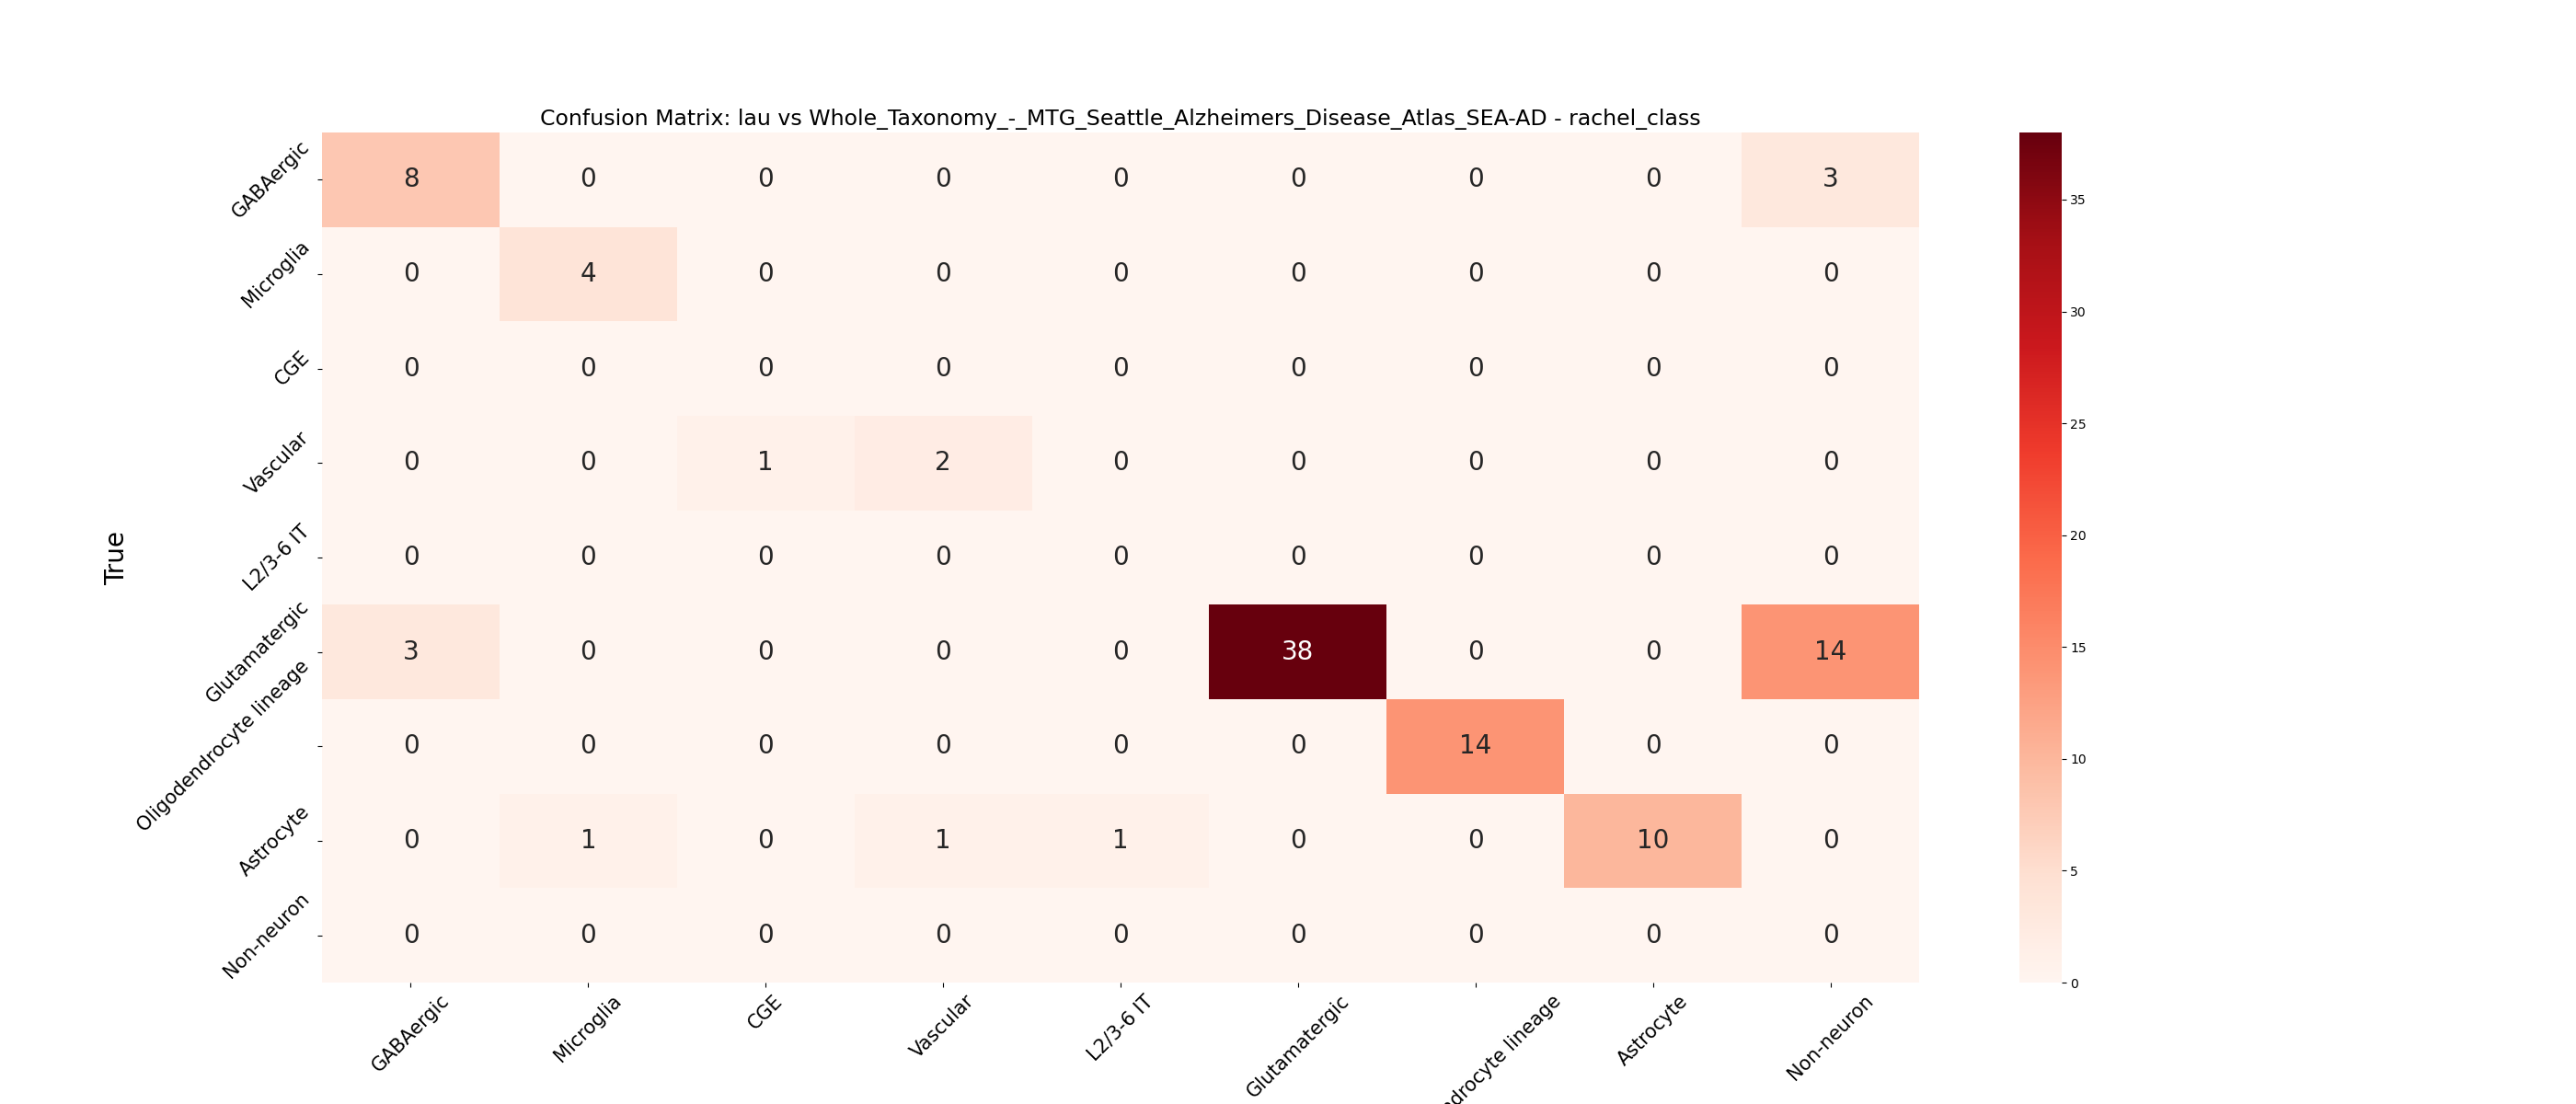 Confusion Matrix: lau vs Whole_Taxonomy_-_MTG_Seattle_Alzheimers_Disease_Atlas_SEA-AD - rachel_class
True
GABAergic 8 0 0 0 0 0 0 0 3
Microglia 0 4 0 0 0 0 0 0 0
CGE 0 0 0 0 0 0 0 0 0
Vascular 0 0 1 2 0 0 0 0 0
L2/3-6 IT 0 0 0 0 0 0 0 0 0
Glutamatergic 3 0 0 0 0 38 0 0 14
Oligodendrocyte lineage 0 0 0 0 0 0 14 0 0
Astrocyte 0 1 0 1 1 0 0 10 0
Non-neuron 0 0 0 0 0 0 0 0 0
GABAergic Microglia CGE Vascular L2/3-6 IT Glutamatergic lineage Astrocyte Non-neuron
35
30
25
20
15
10
5
0